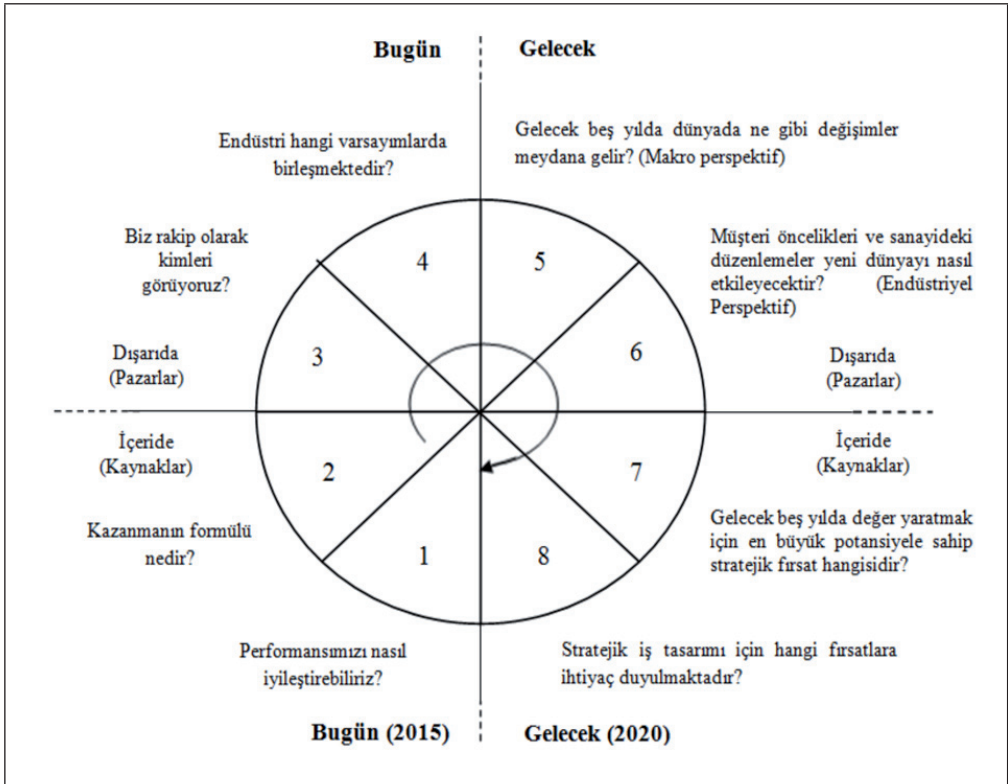 Bugün
Gelecek
Endüstri hangi varsayımlarda
birleşmektedir?
Gelecek beş yılda dünyada ne gibi değişimler
meydana gelir? (Makro perspektif)
Biz rakip olarak
kimleri
görüyoruz?
4
5
Müşteri öncelikleri ve sanayideki
düzenlemeler yeni dünyayı nasıl
etkileyecektir? (Endüstriyel
Perspektif)
Dışarıda
(Pazarlar)
3
6
Dışarıda
(Pazarlar)
İçeride
(Kaynaklar)
2
7
İçeride
(Kaynaklar)
Kazanmanın formülü
nedir?
1
8
Gelecek beş yılda değer yaratmak
için en büyük potansiyele sahip
stratejik fırsat hangisidir?
Performansımızı nasıl
iyileştirebiliriz?
Stratejik iş tasarımı için hangi fırsatlara
ihtiyaç duyulmaktadır?
Bugün (2015)
Gelecek (2020)